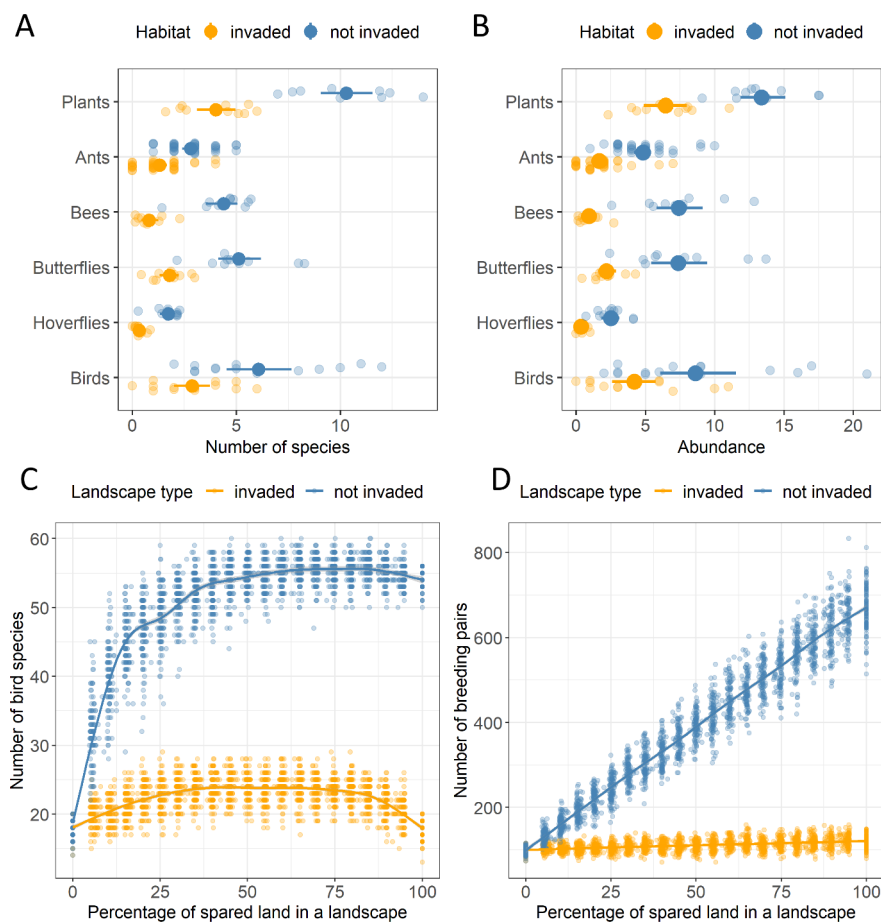 A
Habitat invaded not invaded
Plants
Ants
Bees
Butterflies
Hoverflies
Birds
0 5 10
Number of species
B
Habitat invaded not invaded
Plants
Ants
Bees
Butterflies
Hoverflies
Birds
0 5 10 15 20
Abundance
C
Landscape type invaded not invaded
Number of bird species
60
50
40
30
20
0 25 50 75 100
Percentage of spared land in a landscape
D
Landscape type invaded not invaded
Number of breeding pairs
800
600
400
200
0 25 50 75 100
Percentage of spared land in a landscape